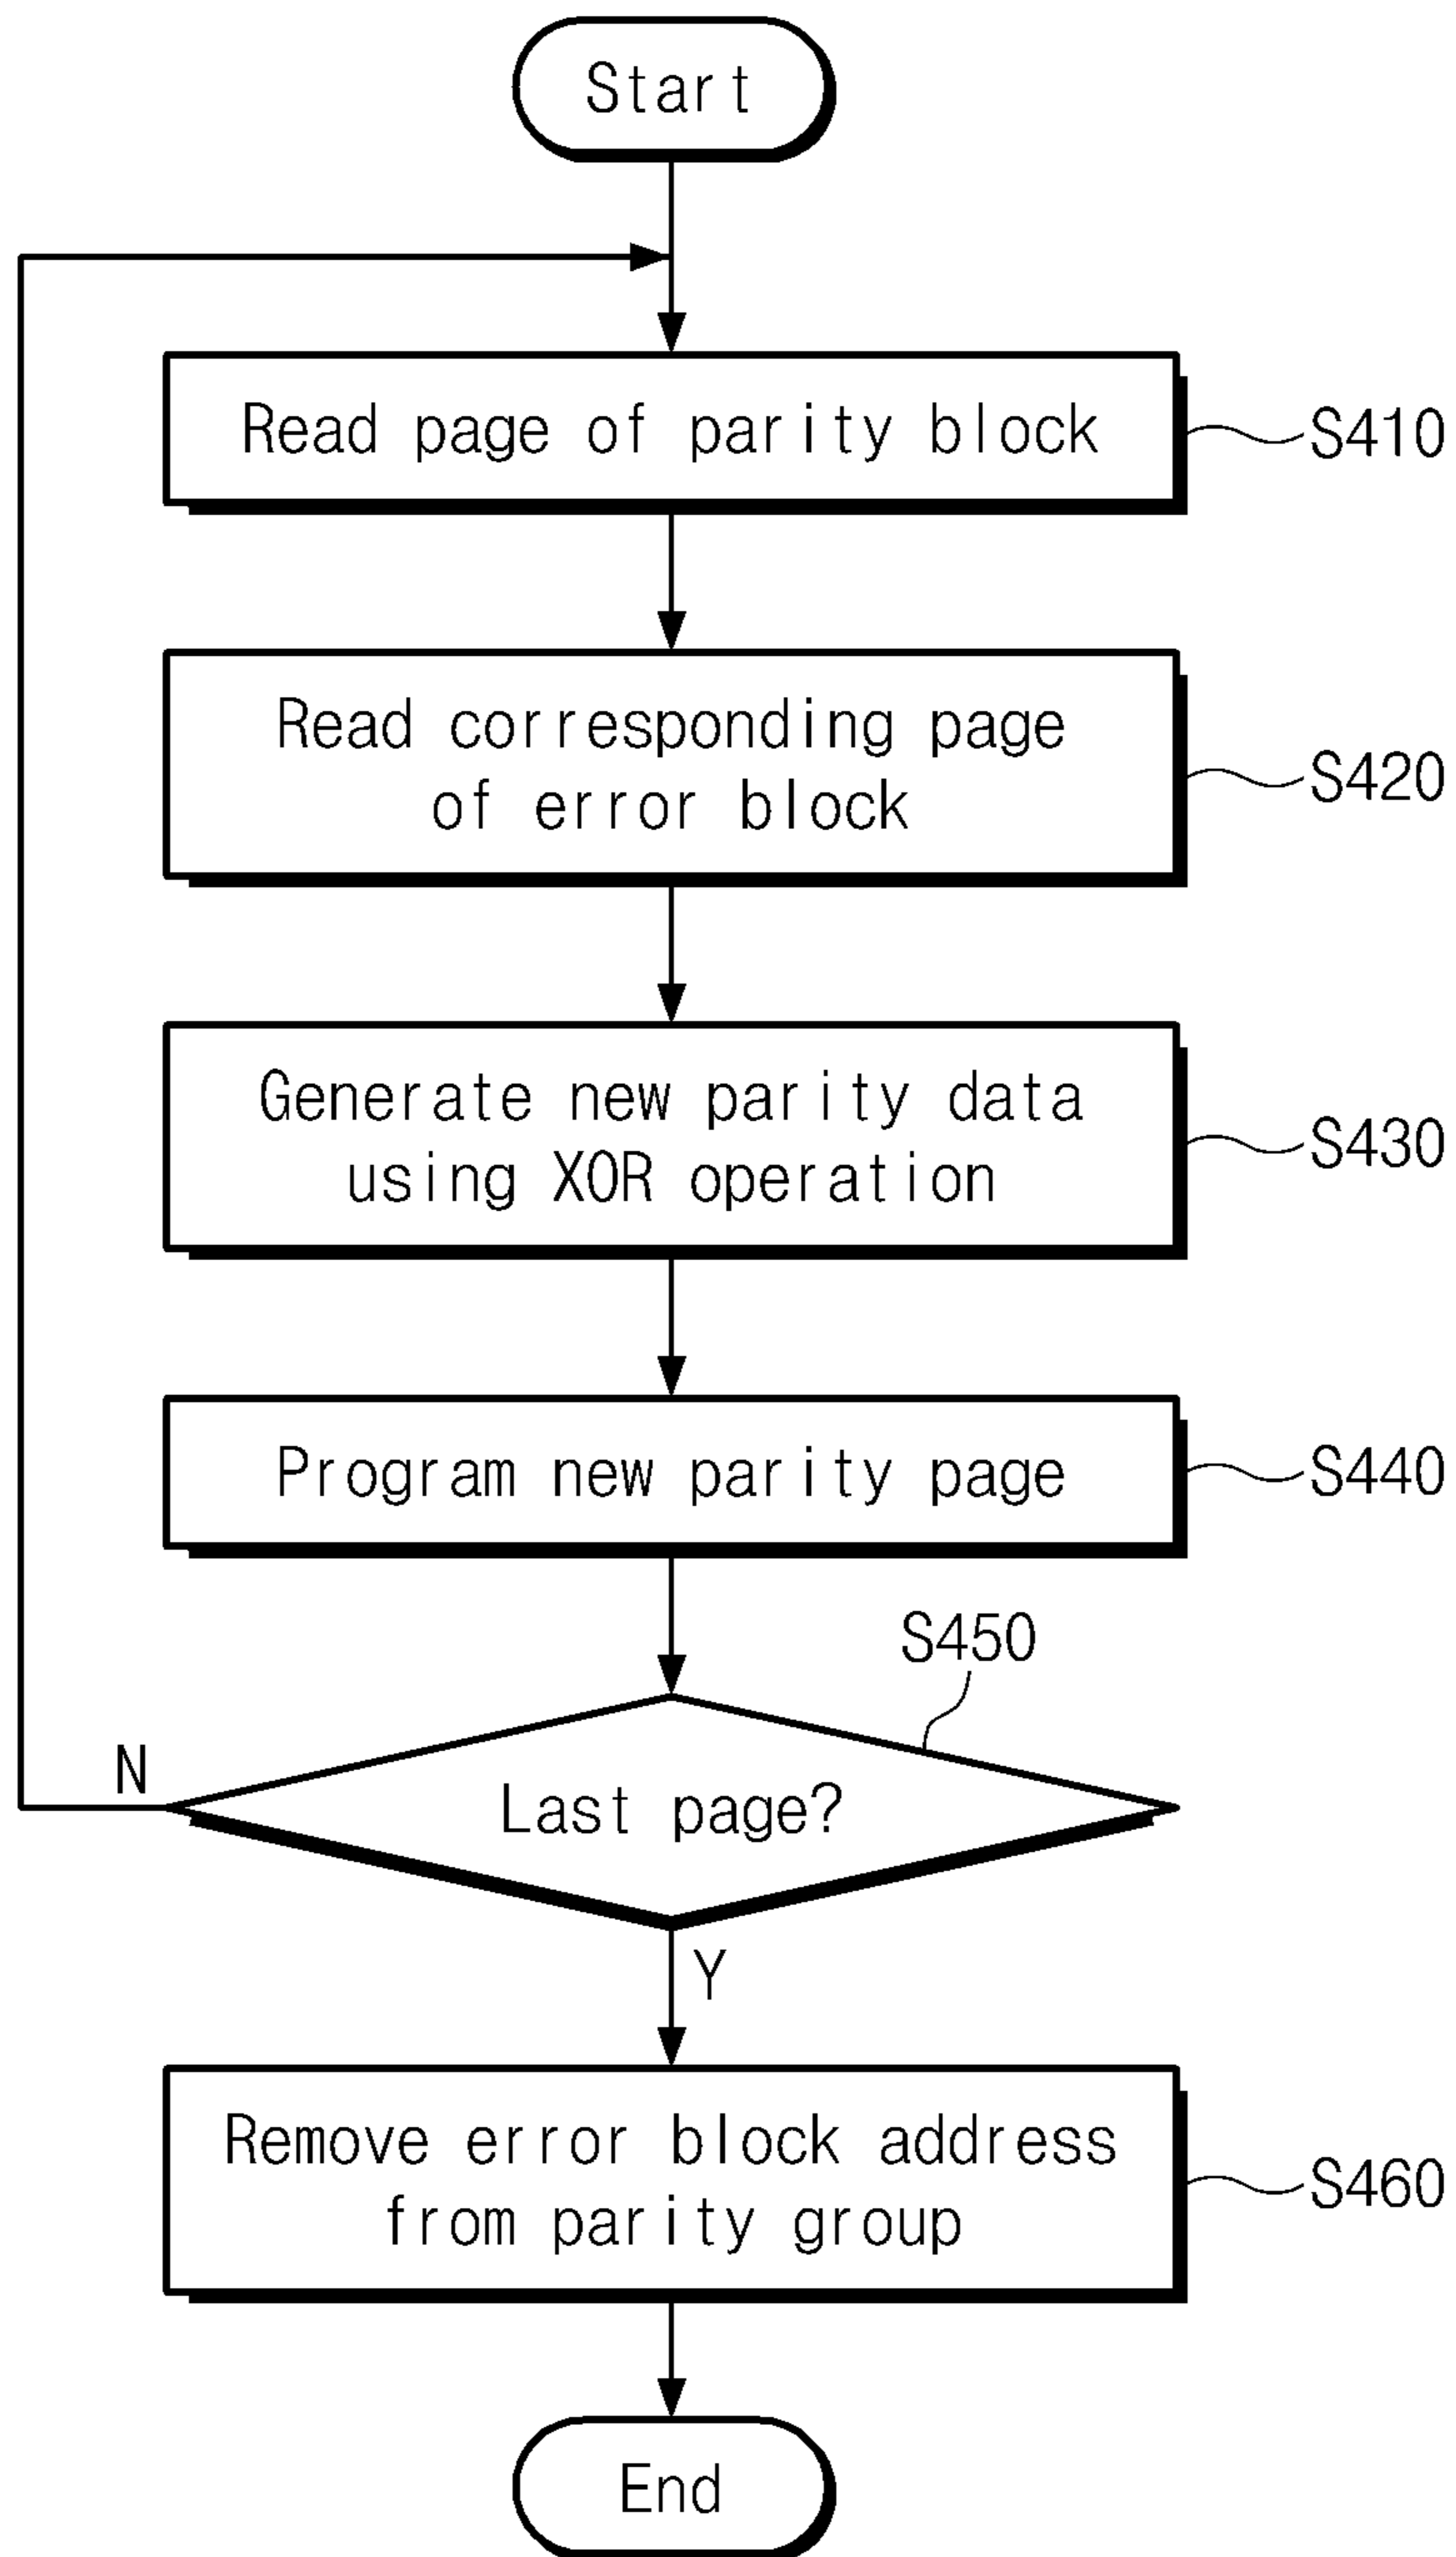 Start
Read page of parity block
S410
Read corresponding page
of error block
S420
Generate new parity data
using XOR operation
S430
Program new parity page
S440
S450
N
Last page?
Y
Remove error block address
from parity group
S460
End